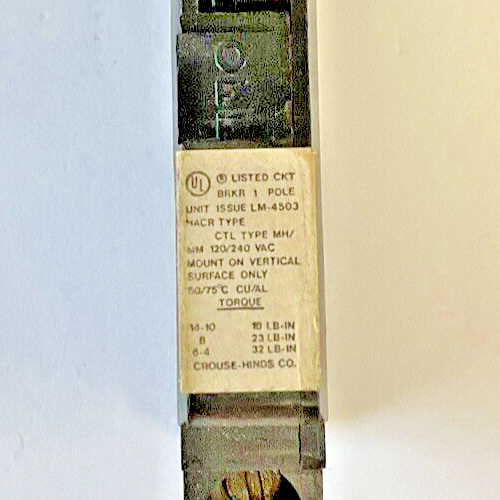 UL ® LISTED CKT
BRKR 1 POLE
UNIT ISSUE LM-4503
HACR TYPE
CTL TYPE MH/
MM 120/240 VAC
MOUNT ON VERTICAL
SURFACE ONLY
60/75°C CU/AL
TORQUE
14-10 18 LB-IN
8 23 LB-IN
6-4 32 LB-IN
CROUSE-HINDS CO.